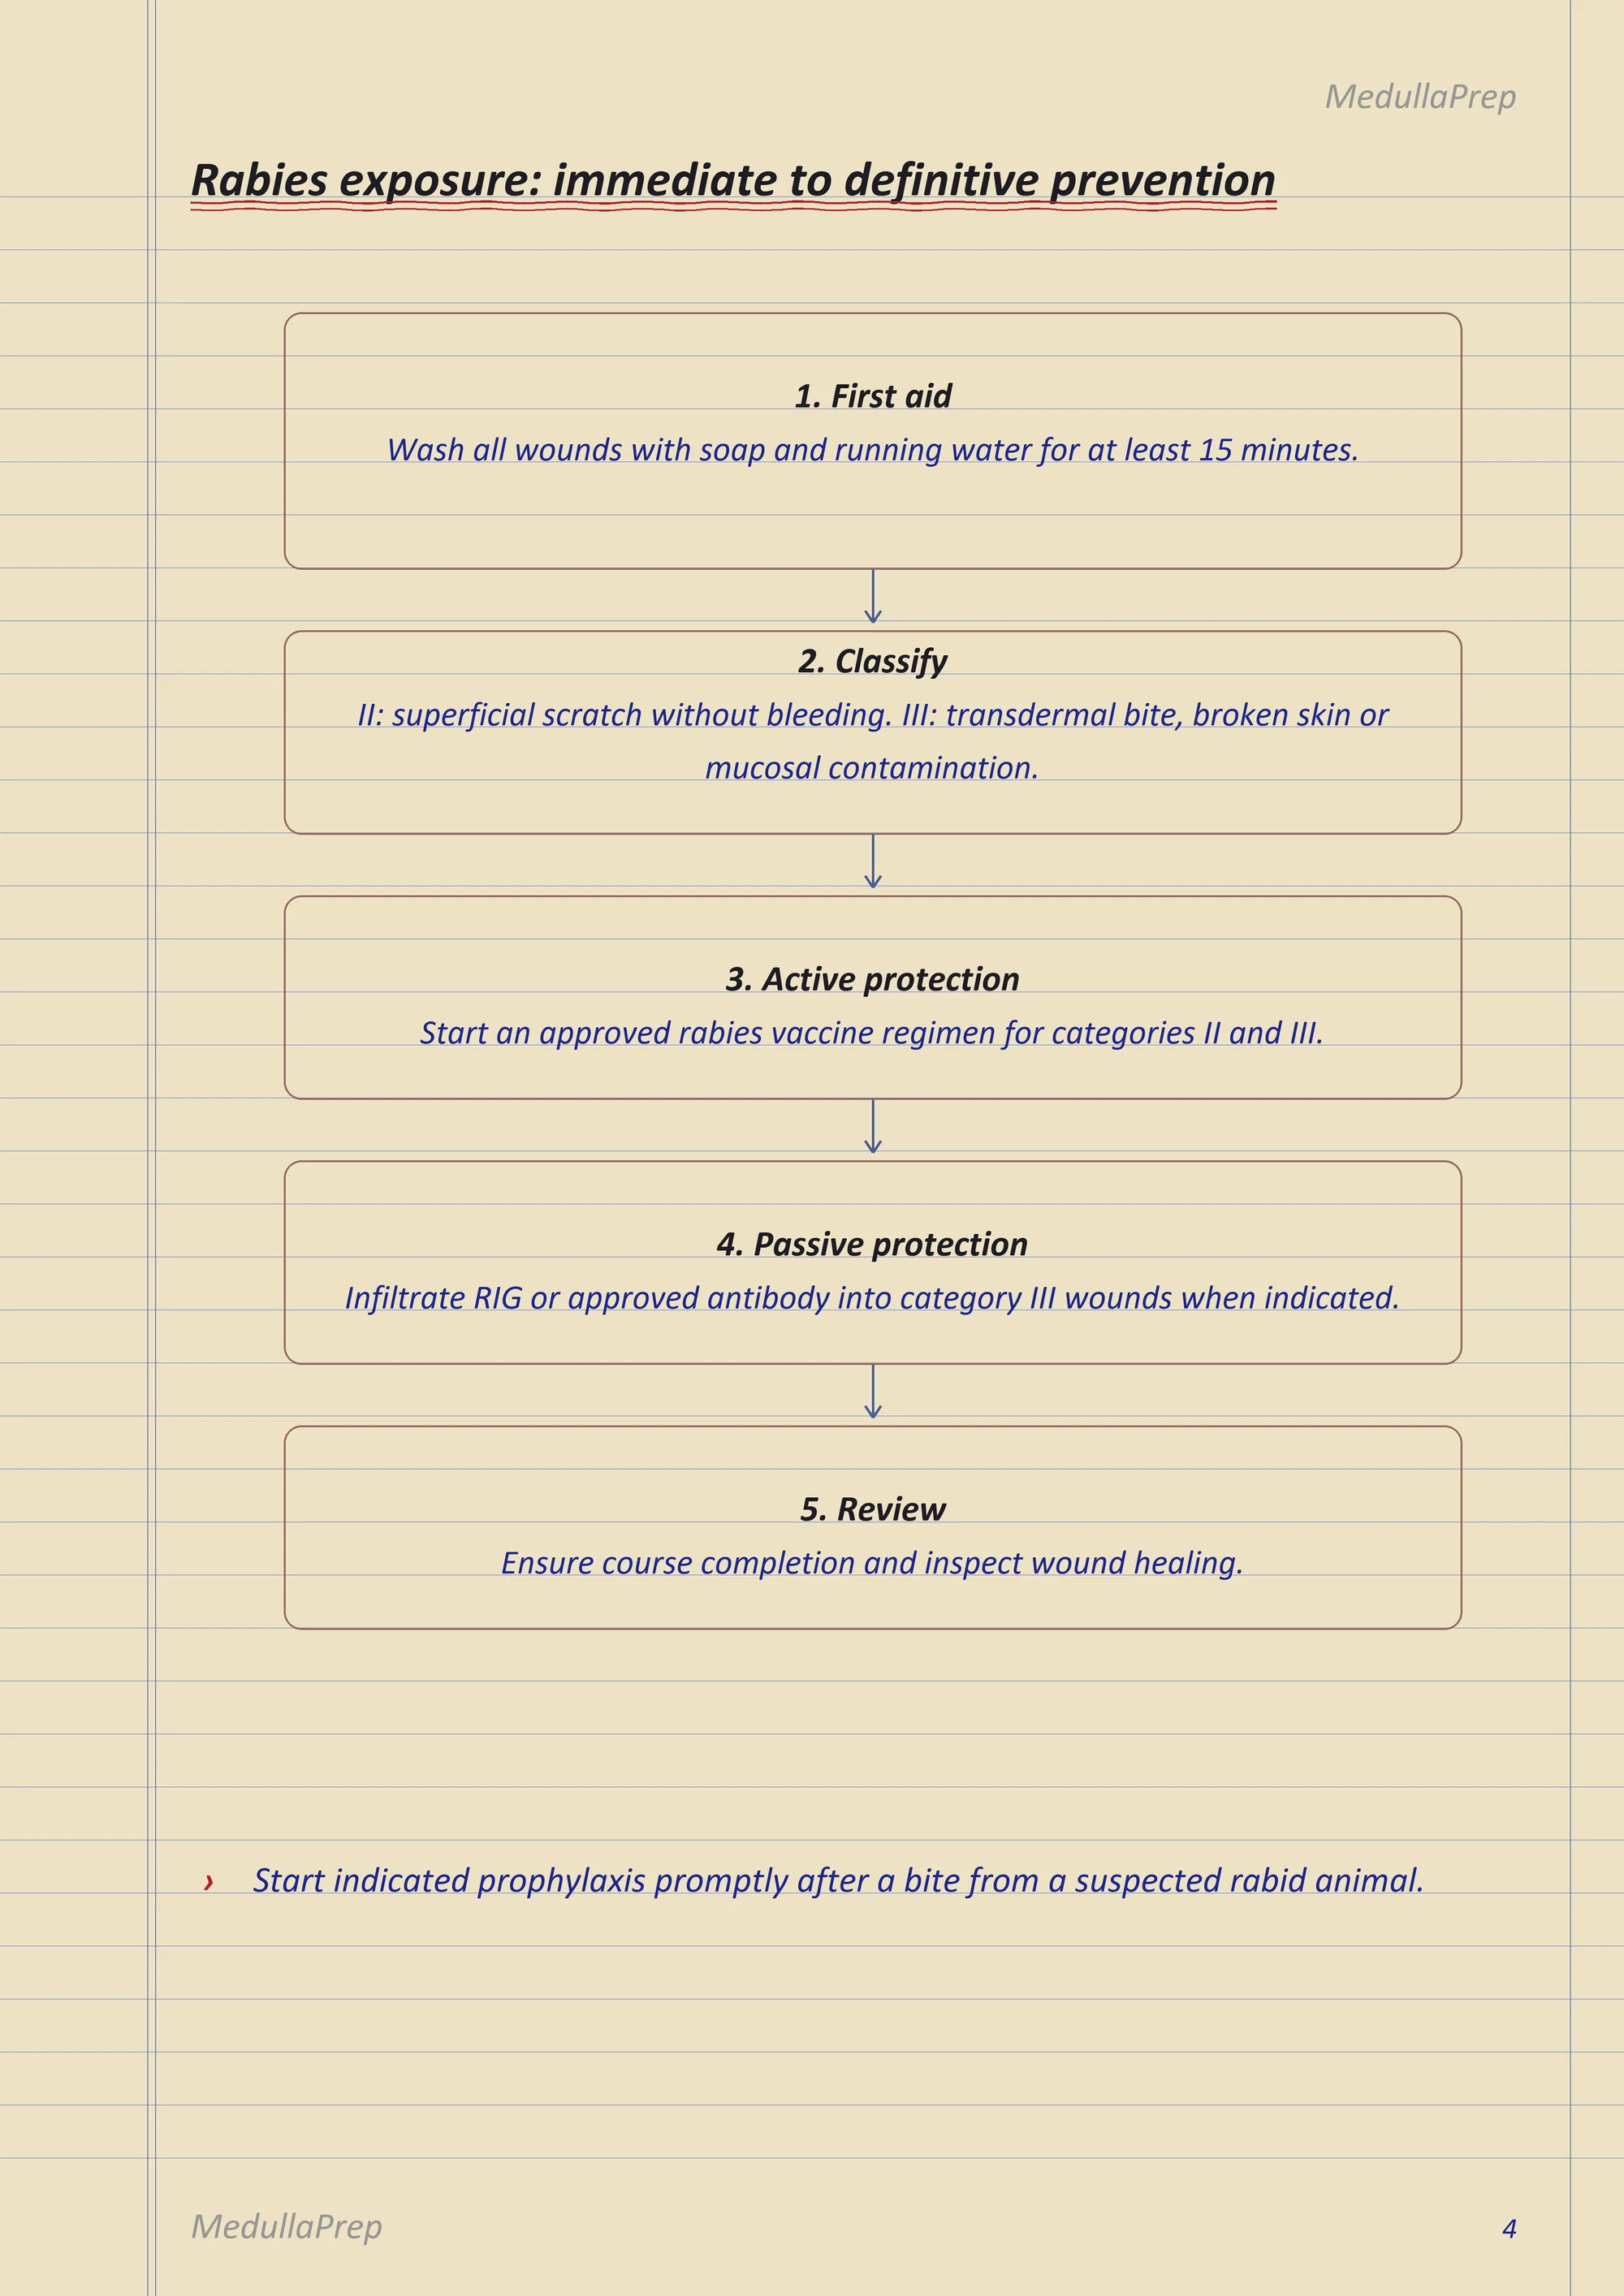 MedullaPrep
Rabies exposure: immediate to definitive prevention
1. First aid
Wash all wounds with soap and running water for at least 15 minutes.
2. Classify
II: superficial scratch without bleeding. III: transdermal bite, broken skin or
mucosal contamination.
3. Active protection
Start an approved rabies vaccine regimen for categories II and III.
4. Passive protection
Infiltrate RIG or approved antibody into category III wounds when indicated.
5. Review
Ensure course completion and inspect wound healing.
› Start indicated prophylaxis promptly after a bite from a suspected rabid animal.
MedullaPrep
4